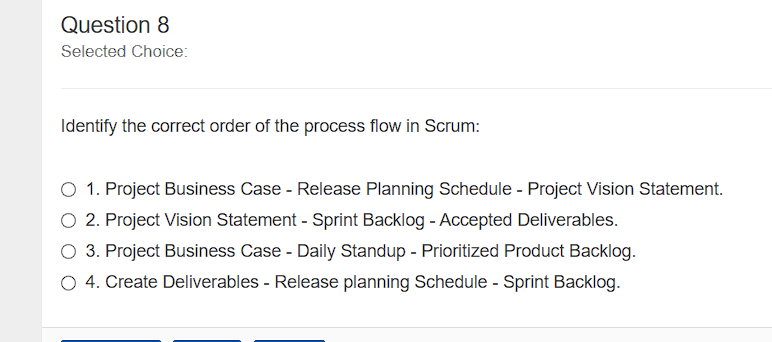 Question 8
Selected Choice:
Identify the correct order of the process flow in Scrum:
1. Project Business Case - Release Planning Schedule - Project Vision Statement.
2. Project Vision Statement - Sprint Backlog - Accepted Deliverables.
3. Project Business Case - Daily Standup - Prioritized Product Backlog.
4. Create Deliverables - Release planning Schedule - Sprint Backlog.